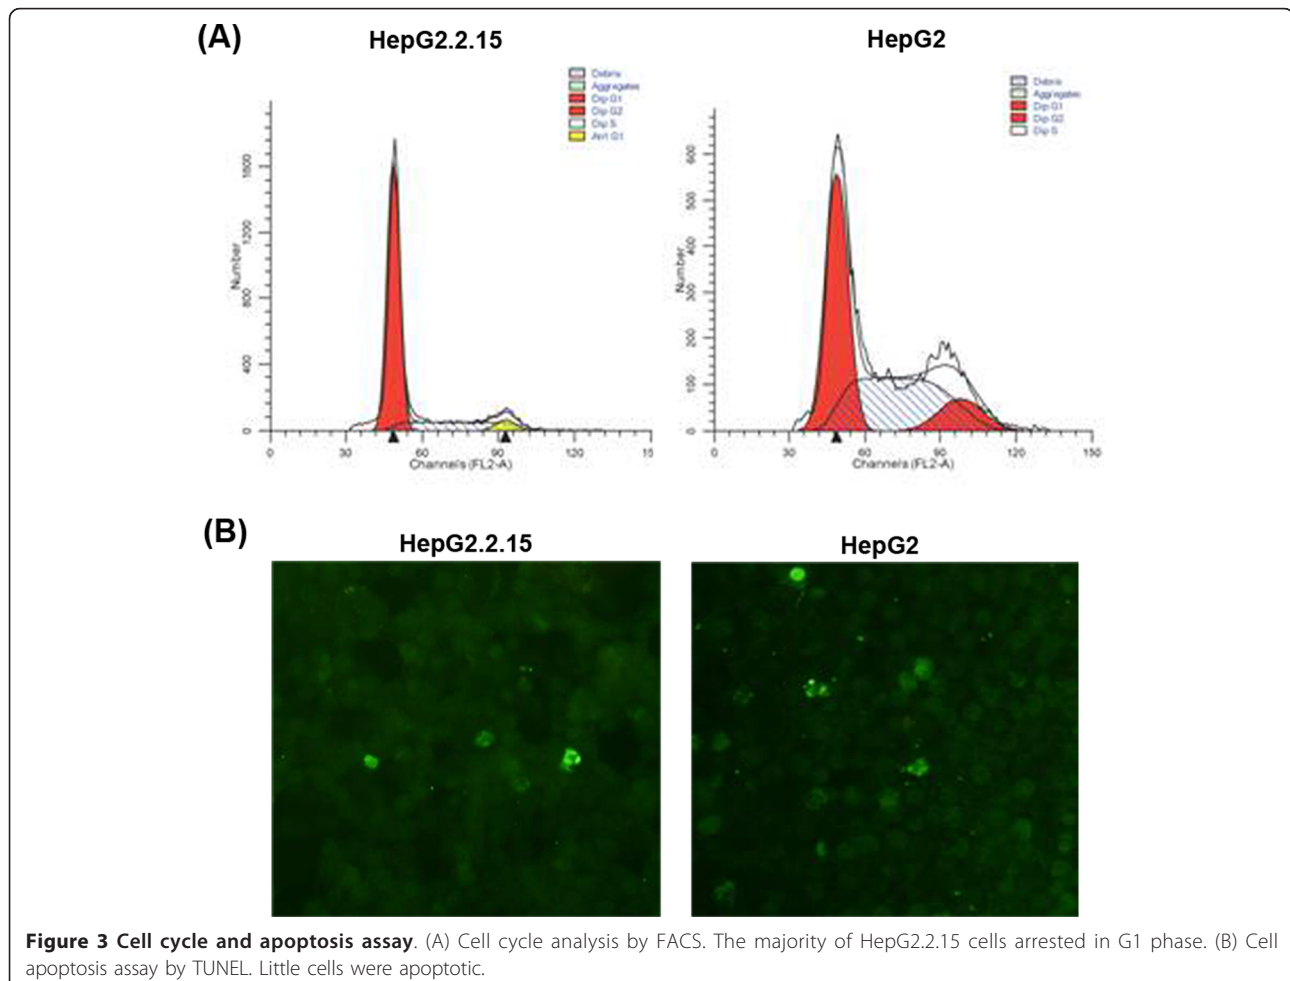 (A)
HepG2.2.15
HepG2
Debris
Aggregates
Dip G1
Dip G2
Dip S
An1 G1
Number
1600
1200
800
400
0
0 30 60 90 120 15
Channels (FL2-A)
Debris
Aggregates
Dip G1
Dip G2
Dip S
Number
600
500
400
300
200
100
0
0 30 60 90 120 150
Channels (FL2-A)
(B)
HepG2.2.15
HepG2
Figure 3 Cell cycle and apoptosis assay. (A) Cell cycle analysis by FACS. The majority of HepG2.2.15 cells arrested in G1 phase. (B) Cell
apoptosis assay by TUNEL. Little cells were apoptotic.